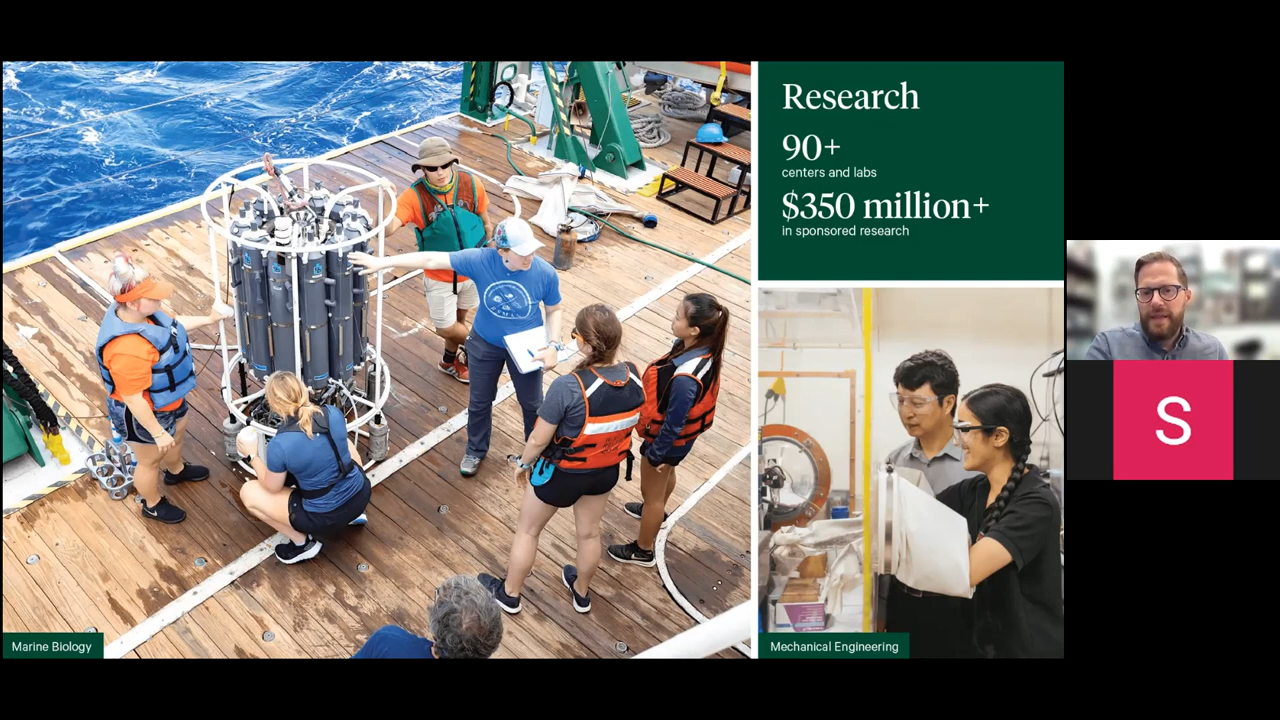 Research
90+
centers and labs
$350 million+
in sponsored research
Marine Biology
Mechanical Engineering
S